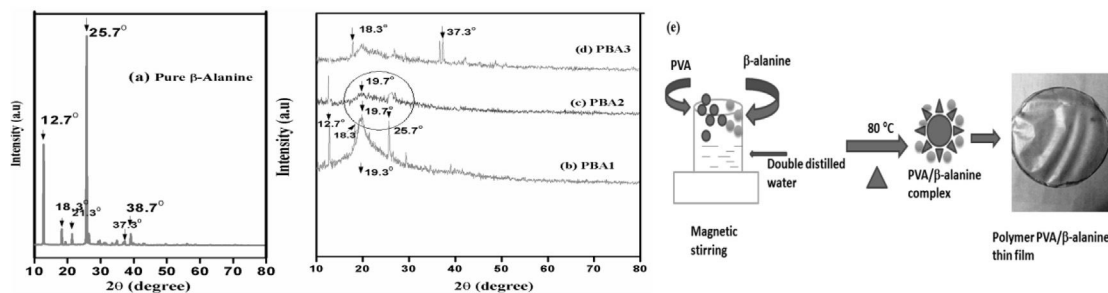 25.7°
(a) Pure β-Alanine
12.7°
18.3°
21.3°
37.3°
38.7°
Intensity (a.u)
10 20 30 40 50 60 70 80
2θ (degree)
18.3°
37.3°
(d) PBA3
19.7°
(c) PBA2
12.7°
18.3
19.7°
25.7°
(b) PBA1
19.3°
Intensity (a.u)
10 20 30 40 50 60 70 80
2θ (degree)
(e)
PVA
β-alanine
Double distilled
water
Magnetic
stirring
80 °C
PVA/β-alanine
complex
Polymer PVA/β-alanine
thin film